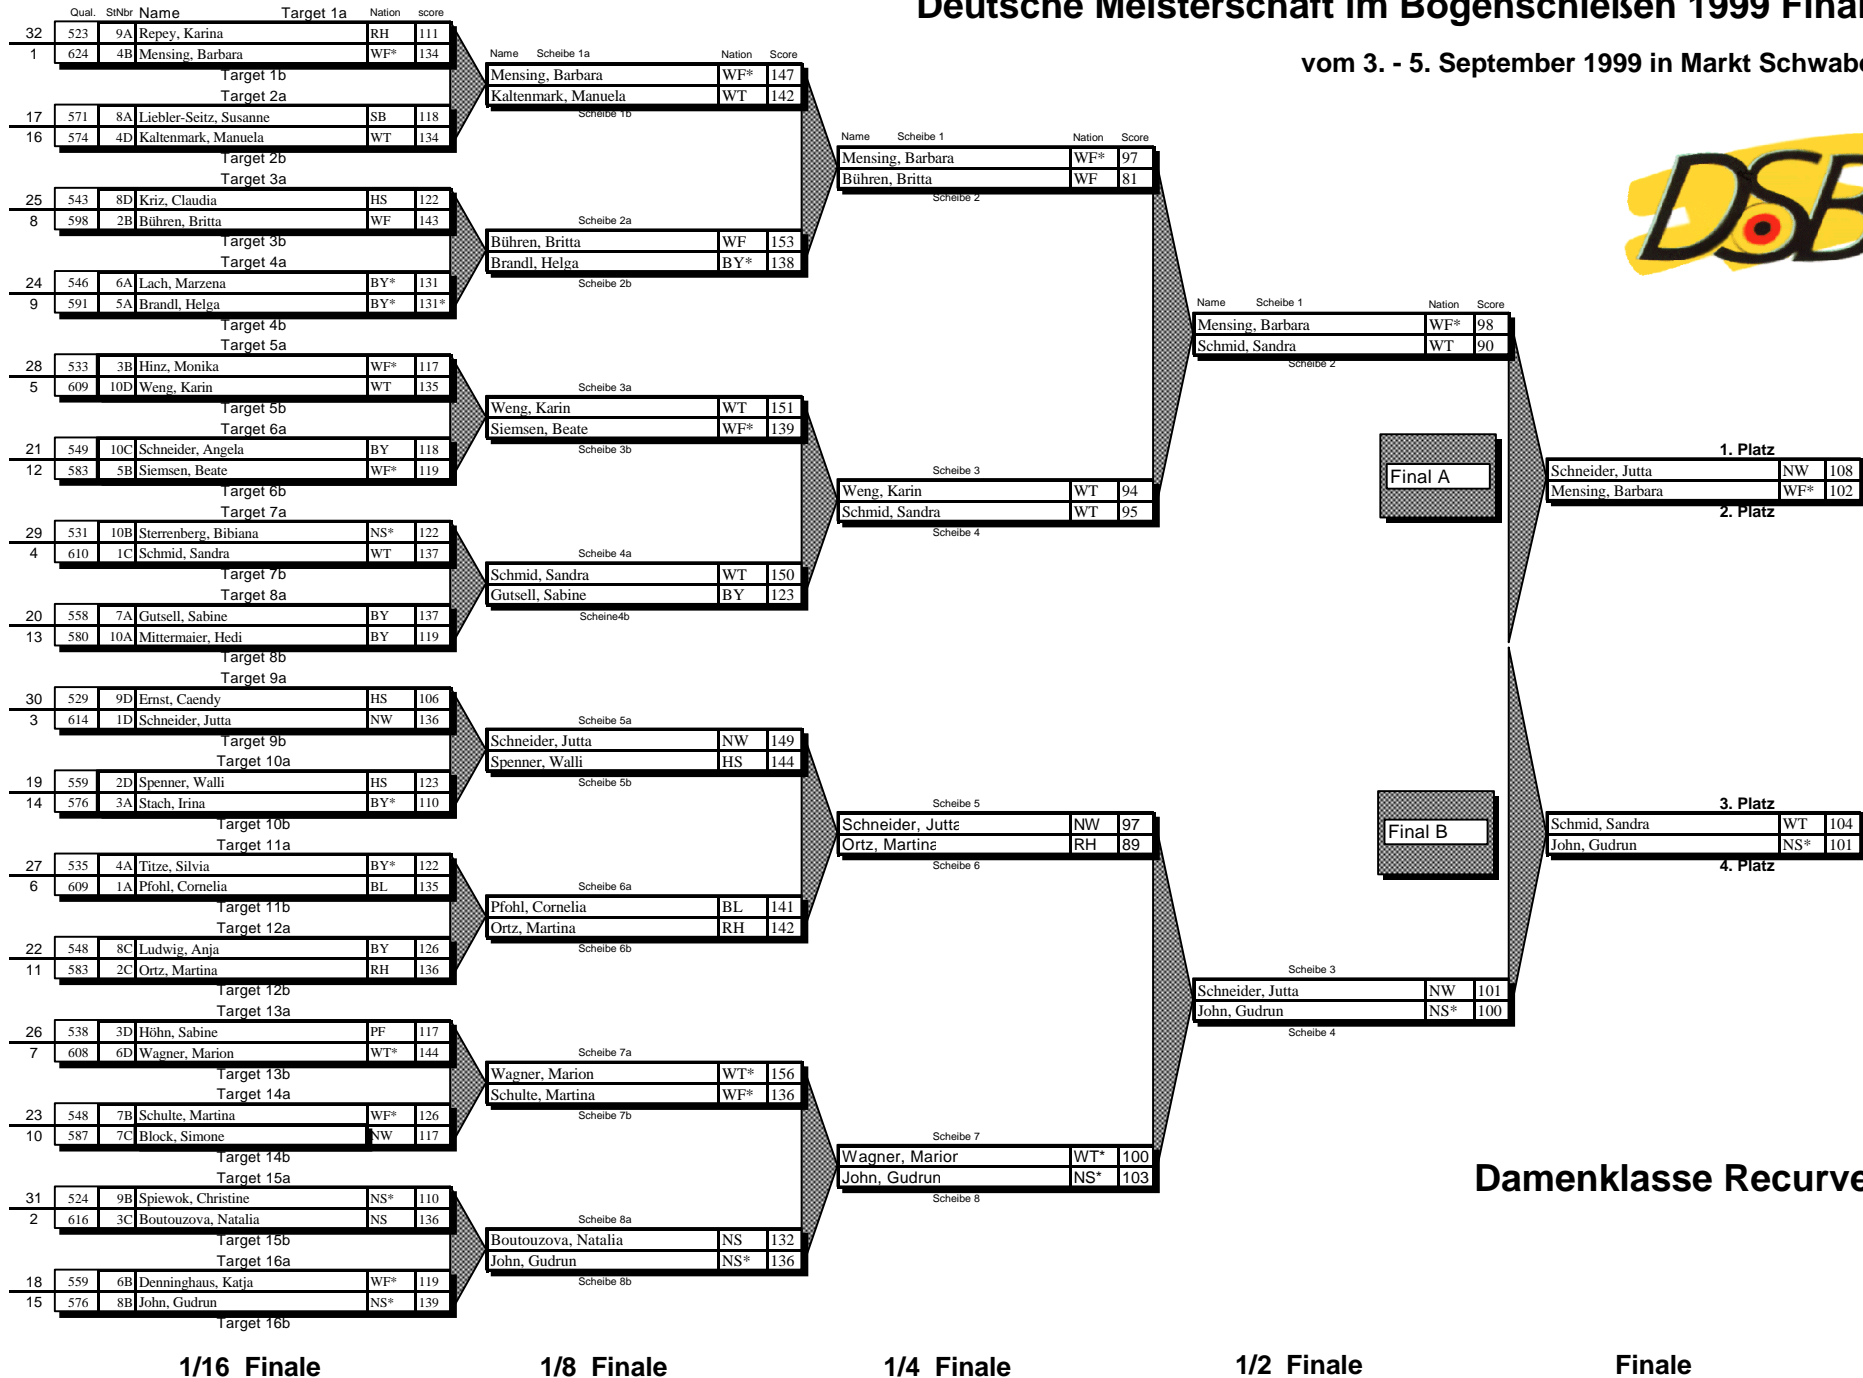 Deutsche Meisterschaft im Bogenschießen 1999 Final
vom 3. - 5. September 1999 in Markt Schwabe
DSB
Qual. StNbr Name Target 1a Nation score
32 523 9A Repey, Karina RH 111
1 624 4B Mensing, Barbara WF* 134
Target 1b
Target 2a
17 571 8A Liebler-Seitz, Susanne SB 118
16 574 4D Kaltenmark, Manuela WT 134
Target 2b
Target 3a
25 543 8D Kriz, Claudia HS 122
8 598 2B Bühren, Britta WF 143
Target 3b
Target 4a
24 546 6A Lach, Marzena BY* 131
9 591 5A Brandl, Helga BY* 131*
Target 4b
Target 5a
28 533 3B Hinz, Monika WF* 117
5 609 10D Weng, Karin WT 135
Target 5b
Target 6a
21 549 10C Schneider, Angela BY 118
12 583 5B Siemsen, Beate WF* 119
Target 6b
Target 7a
29 531 10B Sterrenberg, Bibiana NS* 122
4 610 1C Schmid, Sandra WT 137
Target 7b
Target 8a
20 558 7A Gutsell, Sabine BY 137
13 580 10A Mittermaier, Hedi BY 119
Target 8b
Target 9a
30 529 9D Ernst, Caendy HS 106
3 614 1D Schneider, Jutta NW 136
Target 9b
Target 10a
19 559 2D Spenner, Walli HS 123
14 576 3A Stach, Irina BY* 110
Target 10b
Target 11a
27 535 4A Titze, Silvia BY* 122
6 609 1A Pfohl, Cornelia BL 135
Target 11b
Target 12a
22 548 8C Ludwig, Anja BY 126
11 583 2C Ortz, Martina RH 136
Target 12b
Target 13a
26 538 3D Höhn, Sabine PF 117
7 608 6D Wagner, Marion WT* 144
Target 13b
Target 14a
23 548 7B Schulte, Martina WF* 126
10 587 7C Block, Simone NW 117
Target 14b
Target 15a
31 524 9B Spiewok, Christine NS* 110
2 616 3C Boutouzova, Natalia NS 136
Target 15b
Target 16a
18 559 6B Denninghaus, Katja WF* 119
15 576 8B John, Gudrun NS* 139
Target 16b
1/16 Finale
Name Scheibe 1a Nation Score
Mensing, Barbara WF* 147
Kaltenmark, Manuela WT 142
Scheibe 1b
Scheibe 2a
Bühren, Britta WF 153
Brandl, Helga BY* 138
Scheibe 2b
Scheibe 3a
Weng, Karin WT 151
Siemsen, Beate WF* 139
Scheibe 3b
Scheibe 4a
Schmid, Sandra WT 150
Gutsell, Sabine BY 123
Scheine4b
Scheibe 5a
Schneider, Jutta NW 149
Spenner, Walli HS 144
Scheibe 5b
Scheibe 6a
Pfohl, Cornelia BL 141
Ortz, Martina RH 142
Scheibe 6b
Scheibe 7a
Wagner, Marion WT* 156
Schulte, Martina WF* 136
Scheibe 7b
Scheibe 8a
Boutouzova, Natalia NS 132
John, Gudrun NS* 136
Scheibe 8b
1/8 Finale
Name Scheibe 1 Nation Score
Mensing, Barbara WF* 97
Bühren, Britta WF 81
Scheibe 2
Scheibe 3
Weng, Karin WT 94
Schmid, Sandra WT 95
Scheibe 4
Scheibe 5
Schneider, Jutta NW 97
Ortz, Martina RH 89
Scheibe 6
Scheibe 7
Wagner, Marior WT* 100
John, Gudrun NS* 103
Scheibe 8
1/4 Finale
Name Scheibe 1 Nation Score
Mensing, Barbara WF* 98
Schmid, Sandra WT 90
Scheibe 2
Scheibe 3
Schneider, Jutta NW 101
John, Gudrun NS* 100
Scheibe 4
1/2 Finale
Final A
1. Platz
Schneider, Jutta NW 108
Mensing, Barbara WF* 102
2. Platz
Final B
3. Platz
Schmid, Sandra WT 104
John, Gudrun NS* 101
4. Platz
Damenklasse Recurve
Finale